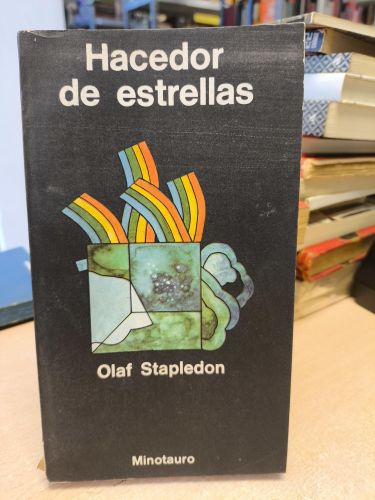 Hacedor
de estrellas
Olaf Stapledon
Minotauro